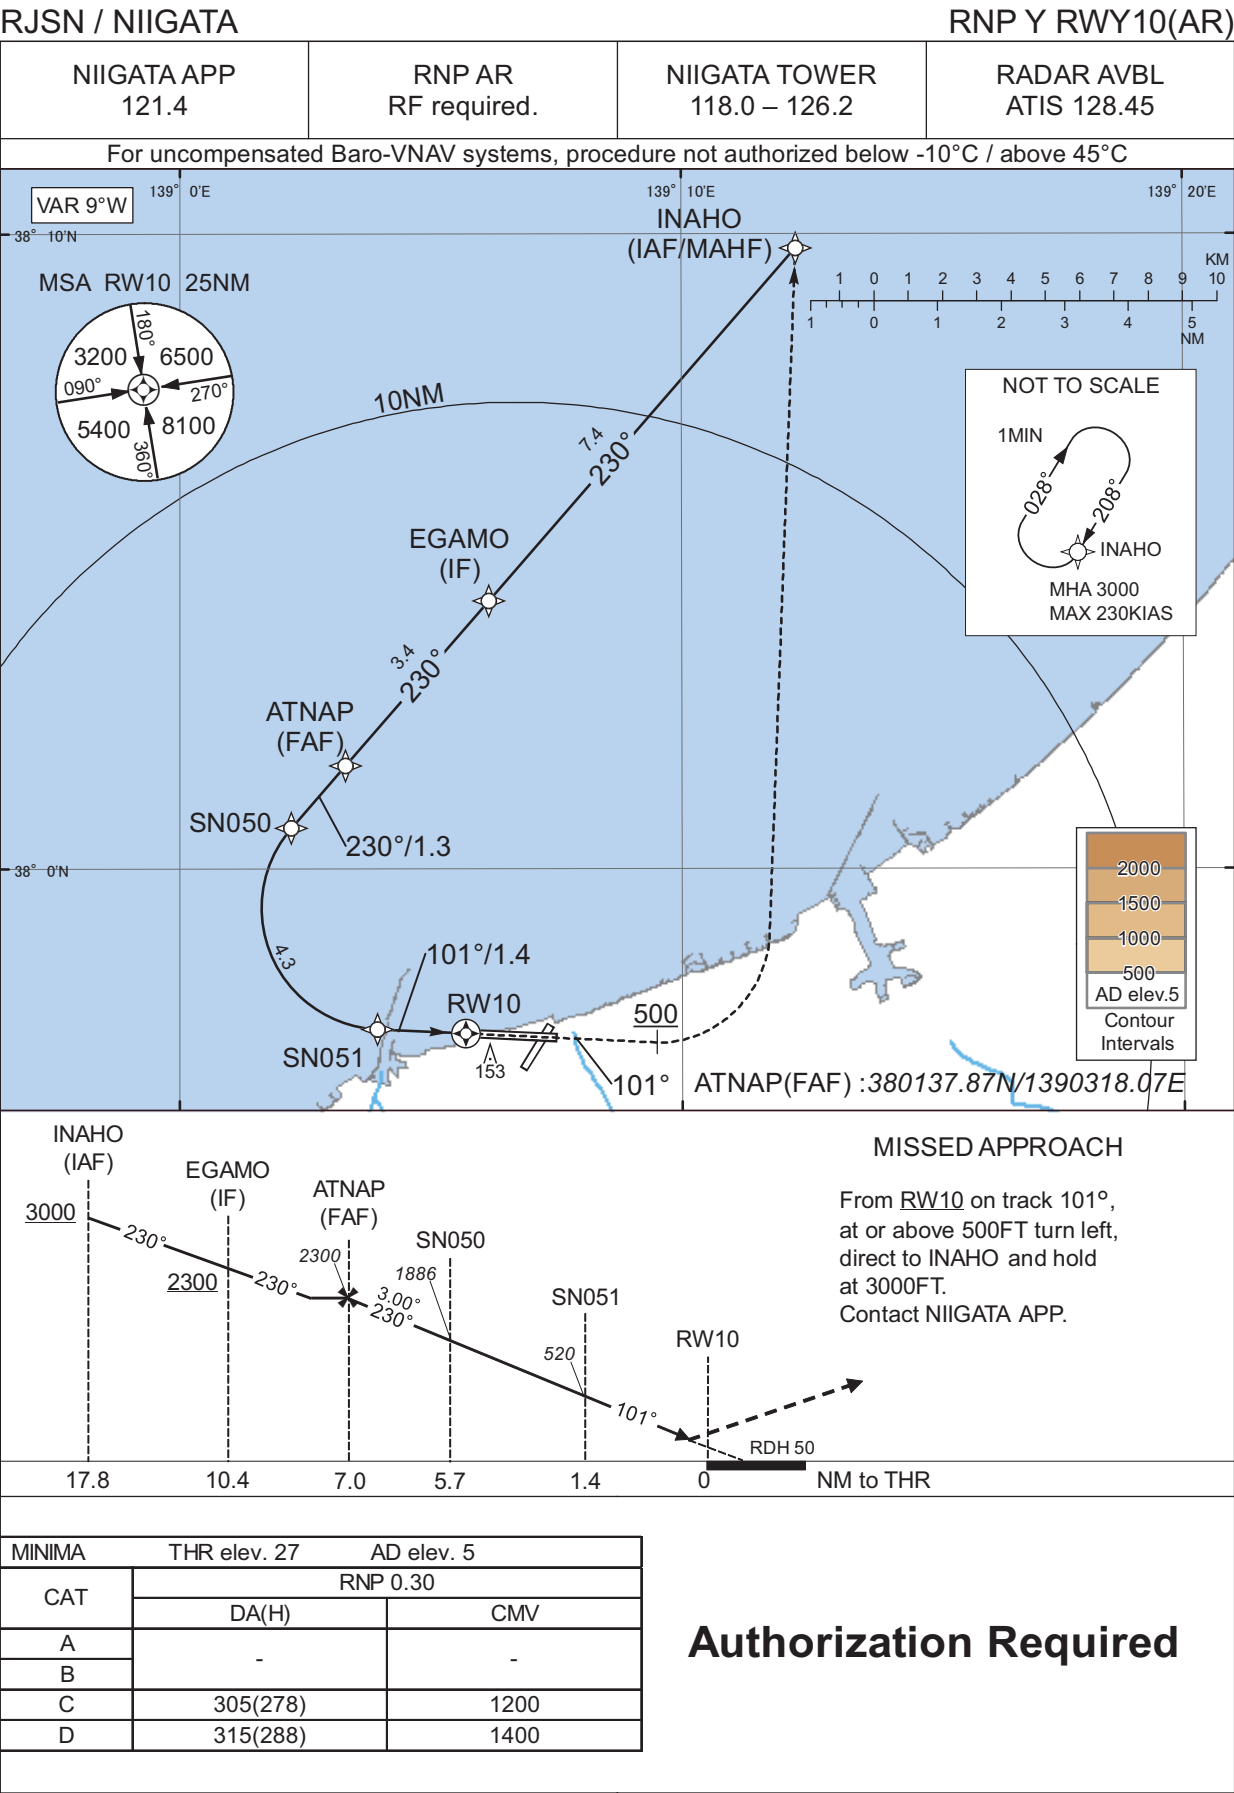 RJSN / NIIGATA
RNP Y RWY10(AR)
NIIGATA APP
121.4
RNP AR
RF required.
NIIGATA TOWER
118.0 – 126.2
RADAR AVBL
ATIS 128.45
For uncompensated Baro-VNAV systems, procedure not authorized below -10°C / above 45°C
VAR 9°W
139° 0'E
139° 10'E
139° 20'E
38° 10'N
INAHO
(IAF/MAHF)
MSA RW10 25NM
180°
3200
6500
090°
270°
5400
8100
360°
KM
1 0 1 2 3 4 5 6 7 8 9 10
1 0 1 2 3 4 5
NM
10NM
7.4
230°
NOT TO SCALE
1MIN
028°
208°
INAHO
MHA 3000
MAX 230KIAS
EGAMO
(IF)
3.4
230°
ATNAP
(FAF)
SN050
230°/1.3
38° 0'N
4.3
101°/1.4
RW10
SN051
153
500
101°
2000
1500
1000
500
AD elev.5
Contour
Intervals
ATNAP(FAF) :380137.87N/1390318.07E
INAHO
(IAF)
EGAMO
(IF)
ATNAP
(FAF)
SN050
SN051
RW10
3000
230°
2300
230°
2300
3.00°
230°
1886
520
101°
RDH 50
17.8
10.4
7.0
5.7
1.4
0
NM to THR
MISSED APPROACH
From RW10 on track 101°,
at or above 500FT turn left,
direct to INAHO and hold
at 3000FT.
Contact NIIGATA APP.
MINIMA THR elev. 27 AD elev. 5
CAT
RNP 0.30
DA(H) CMV
A
B
- -
C 305(278) 1200
D 315(288) 1400
Authorization Required